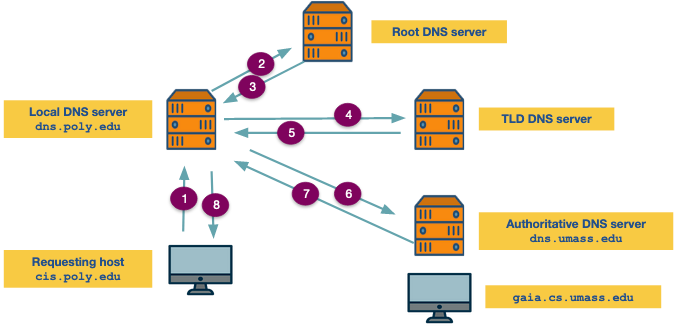 Root DNS server
2
3
Local DNS server
dns.poly.edu
4
5
TLD DNS server
1
8
7
6
Authoritative DNS server
dns.umass.edu
Requesting host
cis.poly.edu
gaia.cs.umass.edu